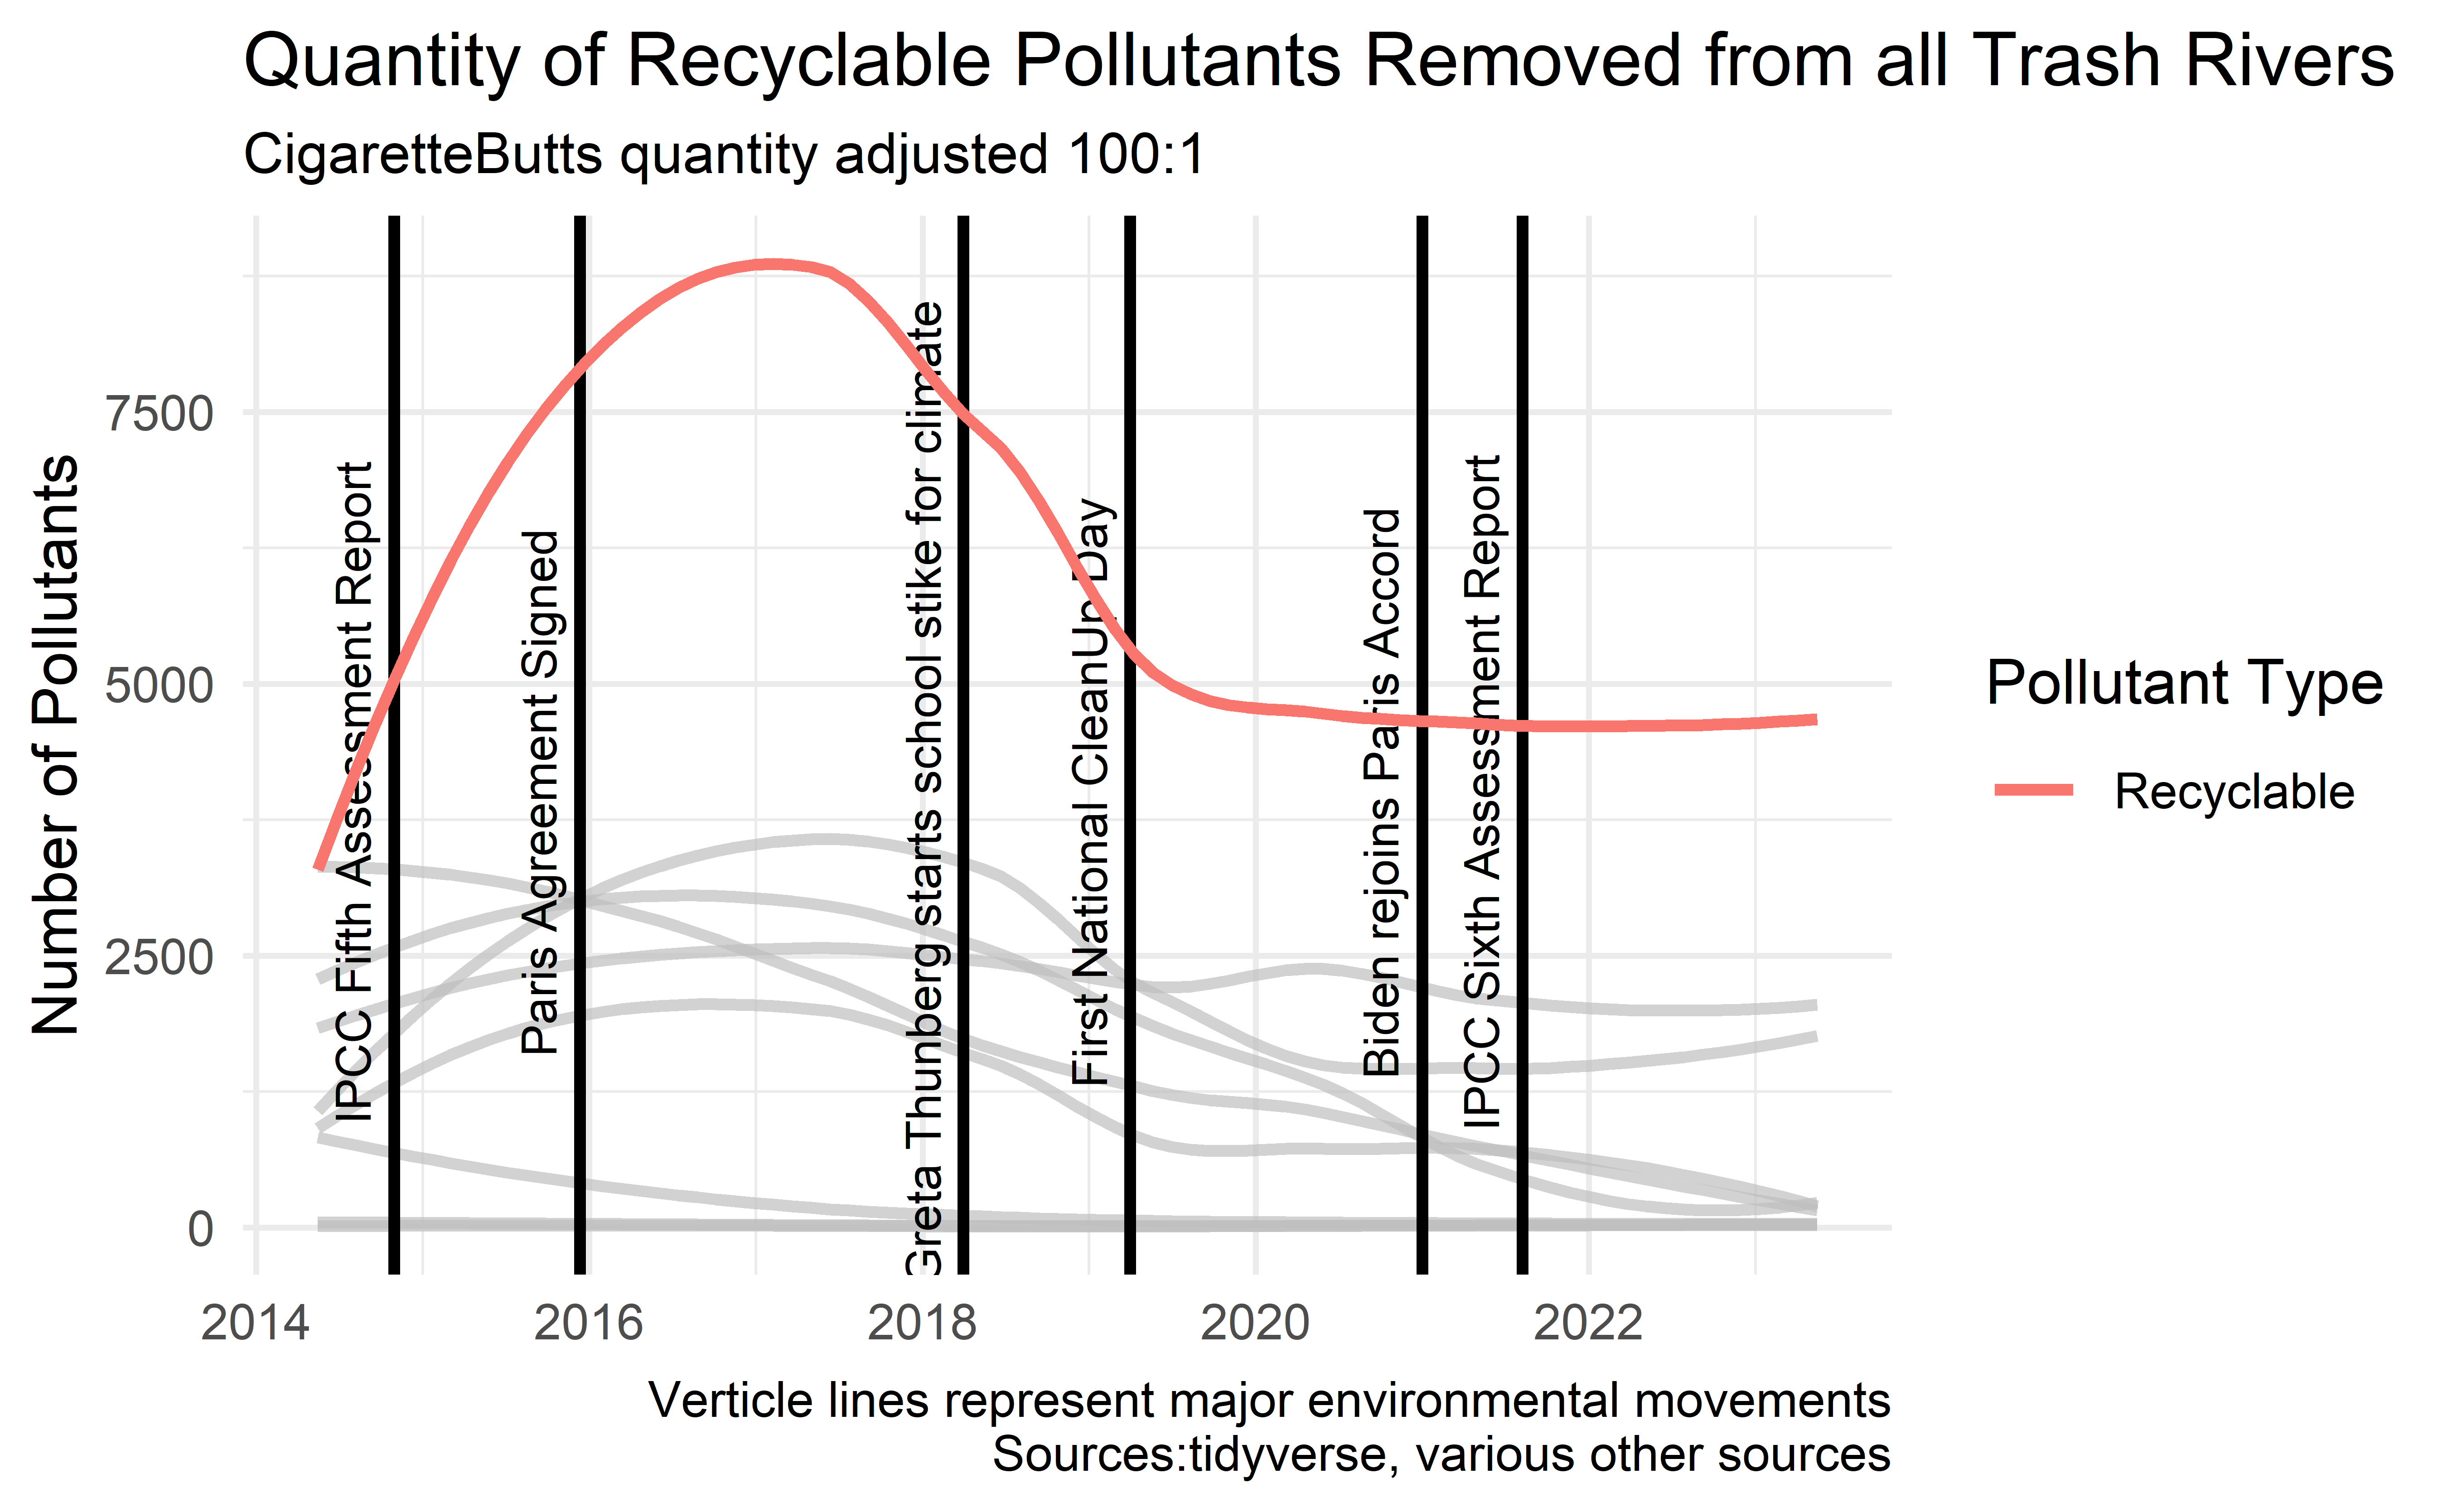 Quantity of Recyclable Pollutants Removed from all Trash Rivers
CigaretteButts quantity adjusted 100:1
Number of Pollutants
7500
5000
2500
0
IPCC Fifth Assessment Report
Paris Agreement Signed
Greta Thunberg starts school stike for climate
First National CleanUp Day
Biden rejoins Paris Accord
IPCC Sixth Assessment Report
2014
2016
2018
2020
2022
Pollutant Type
Recyclable
Verticle lines represent major environmental movements
Sources:tidyverse, various other sources